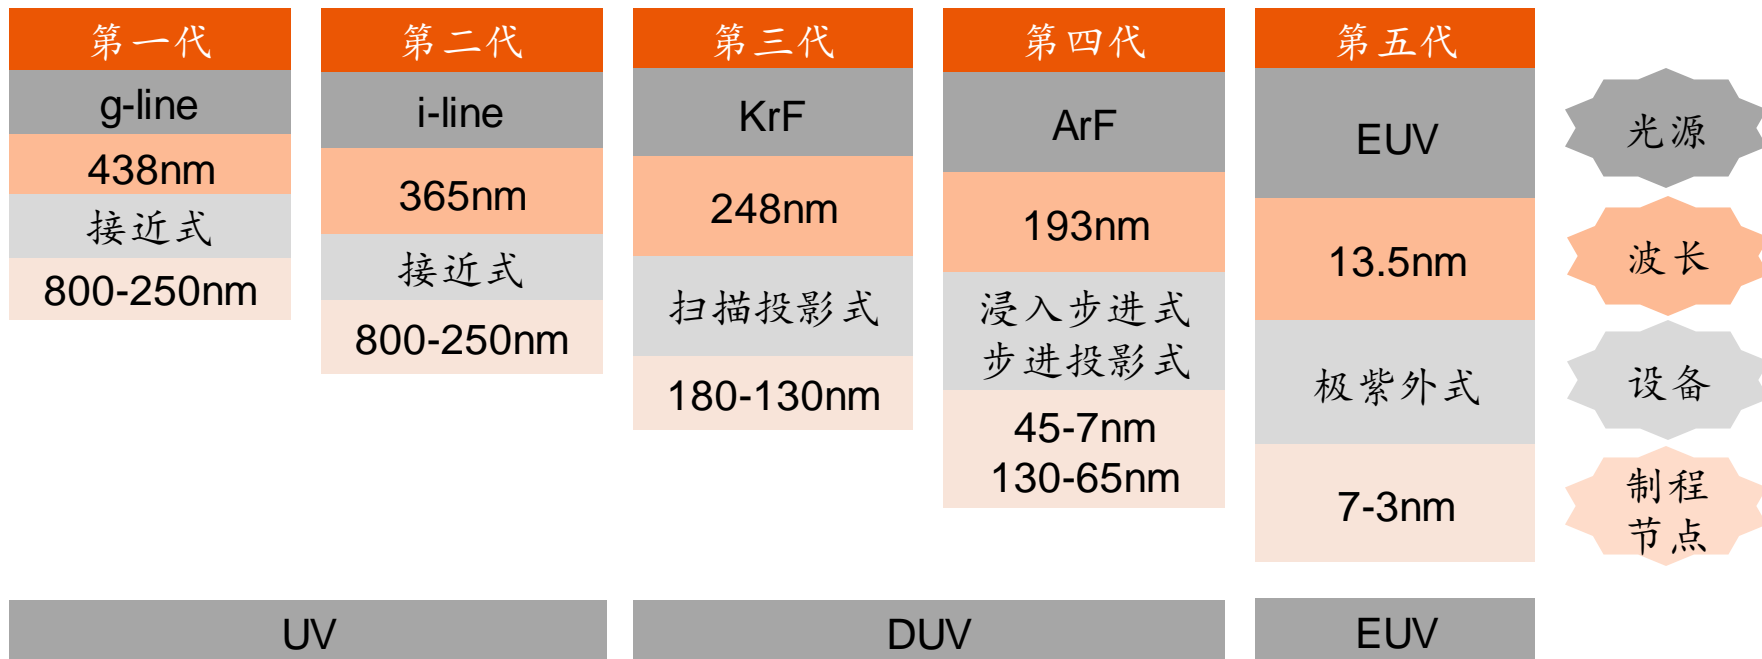 第一代
g-line
438nm
接近式
800-250nm
第二代
i-line
365nm
接近式
800-250nm
第三代
KrF
248nm
扫描投影式
180-130nm
第四代
ArF
193nm
浸入步进式
步进投影式
45-7nm
130-65nm
第五代
EUV
13.5nm
极紫外式
7-3nm
光源
波长
设备
制程
节点
UV
DUV
EUV